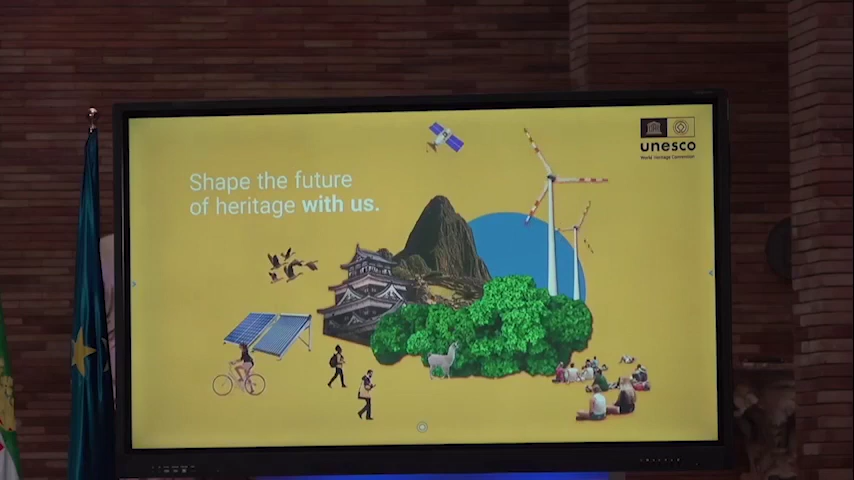 Shape the future
of heritage with us.
unesco
World Heritage Convention